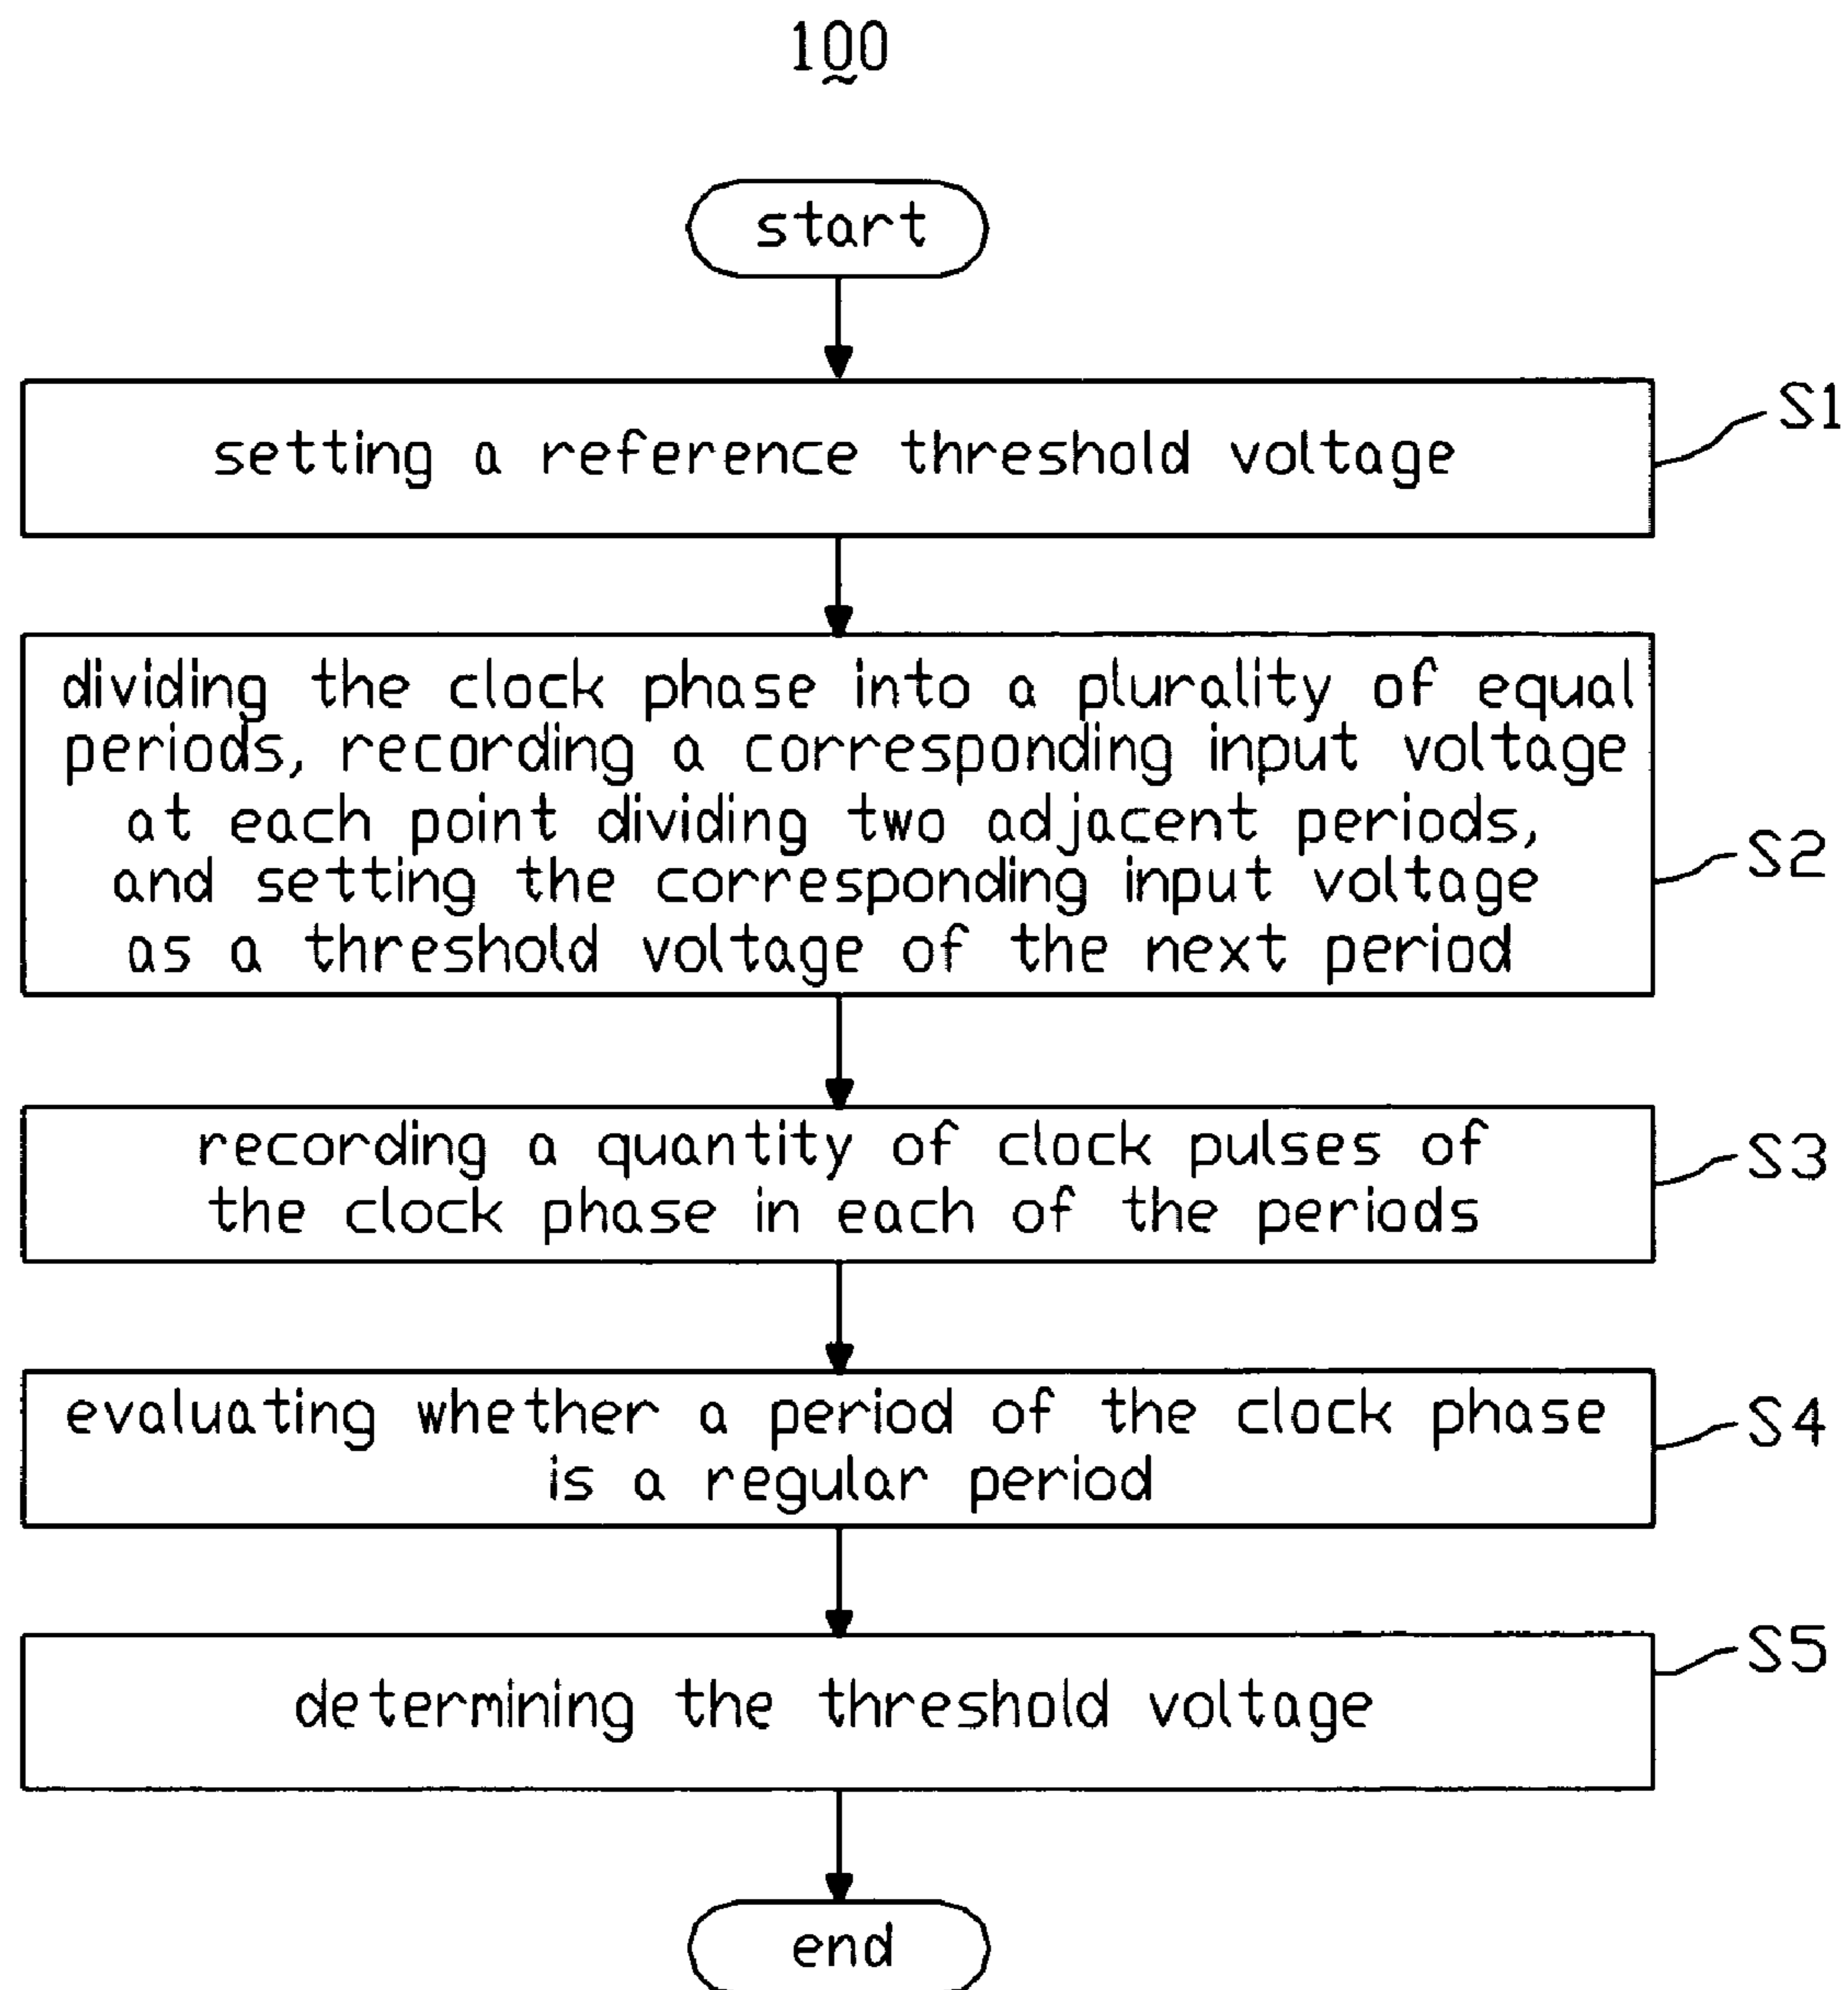 100
start
setting a reference threshold voltage
S1
dividing the clock phase into a plurality of equal
periods, recording a corresponding input voltage
at each point dividing two adjacent periods,
and setting the corresponding input voltage
as a threshold voltage of the next period
S2
recording a quantity of clock pulses of
the clock phase in each of the periods
S3
evaluating whether a period of the clock phase
is a regular period
S4
determining the threshold voltage
S5
end